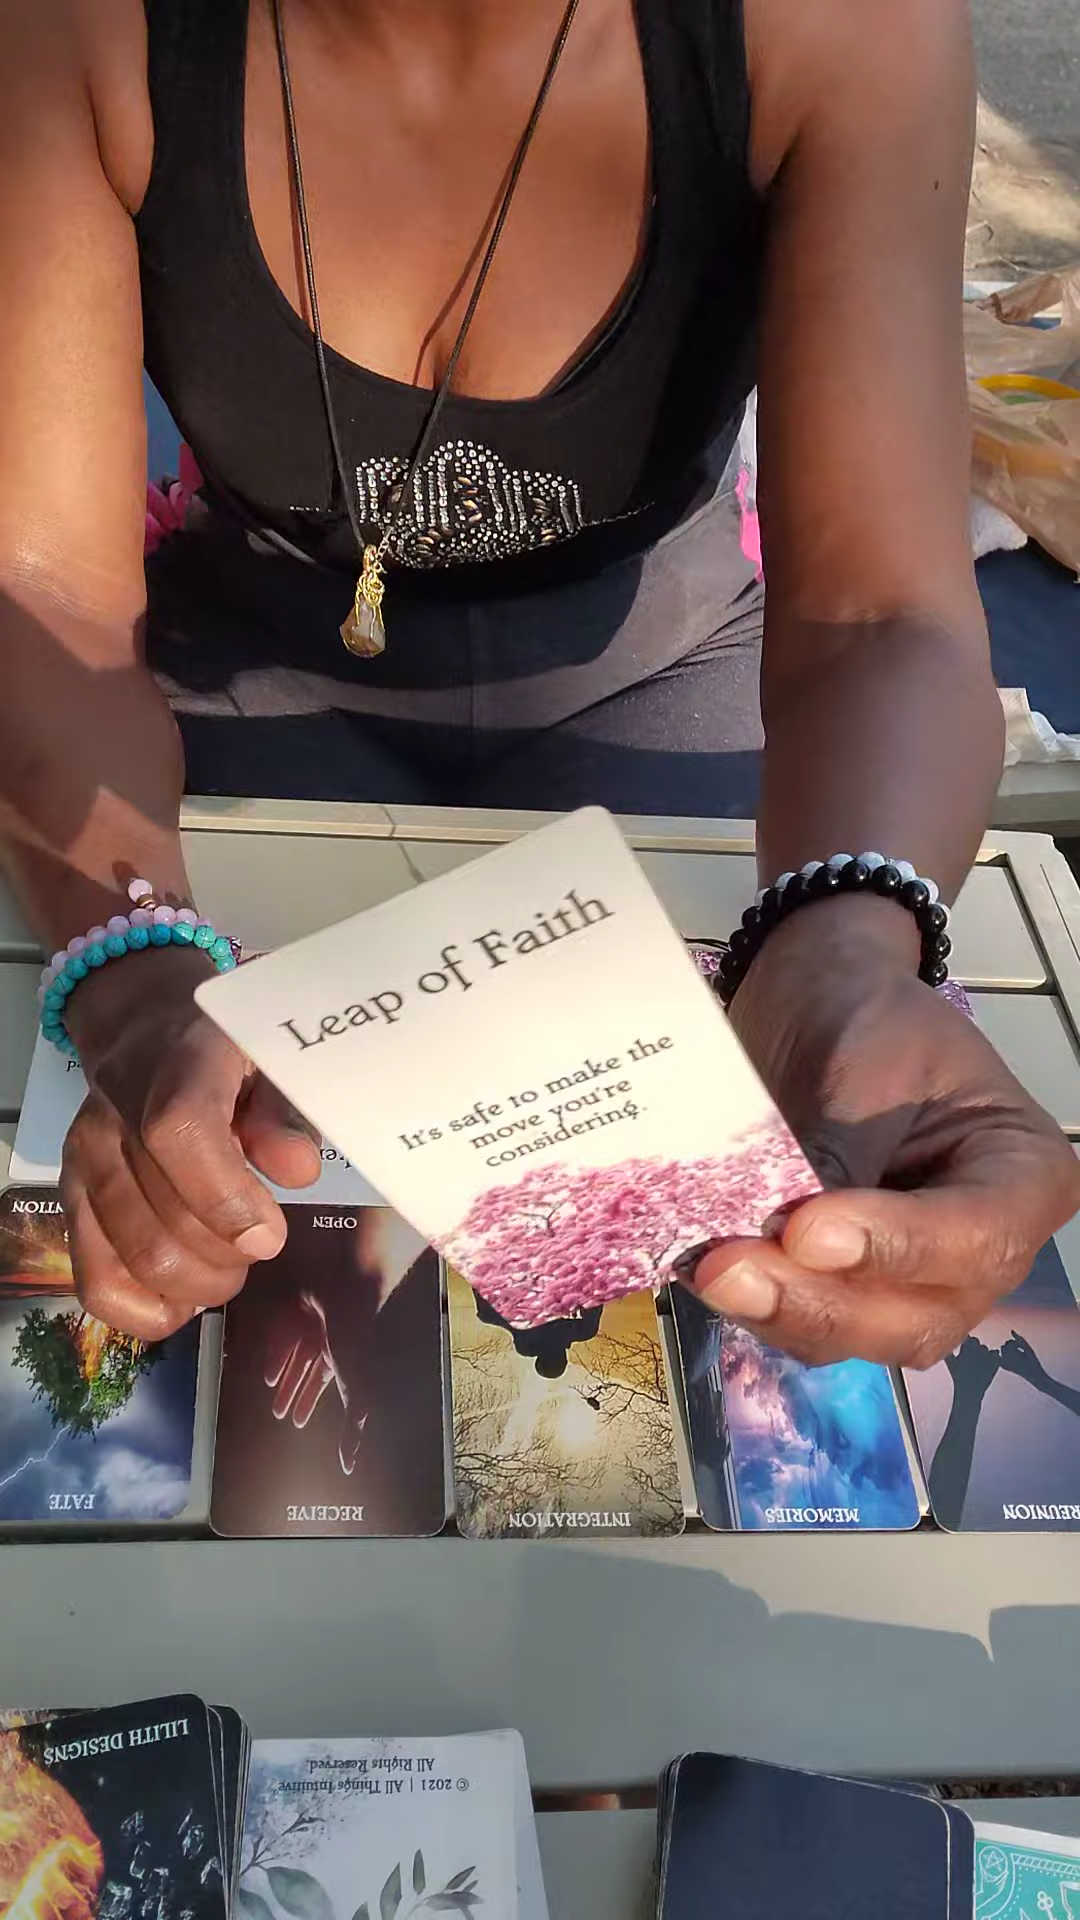 Leap of Faith
It's safe to make the
move you're
considering.
OPEN
FATE
RECEIVE
INTEGRATION
MEMORIES
REUNION
LILITH DESIGNS
© 2021 | All Things Intuitive
All Rights Reserved.